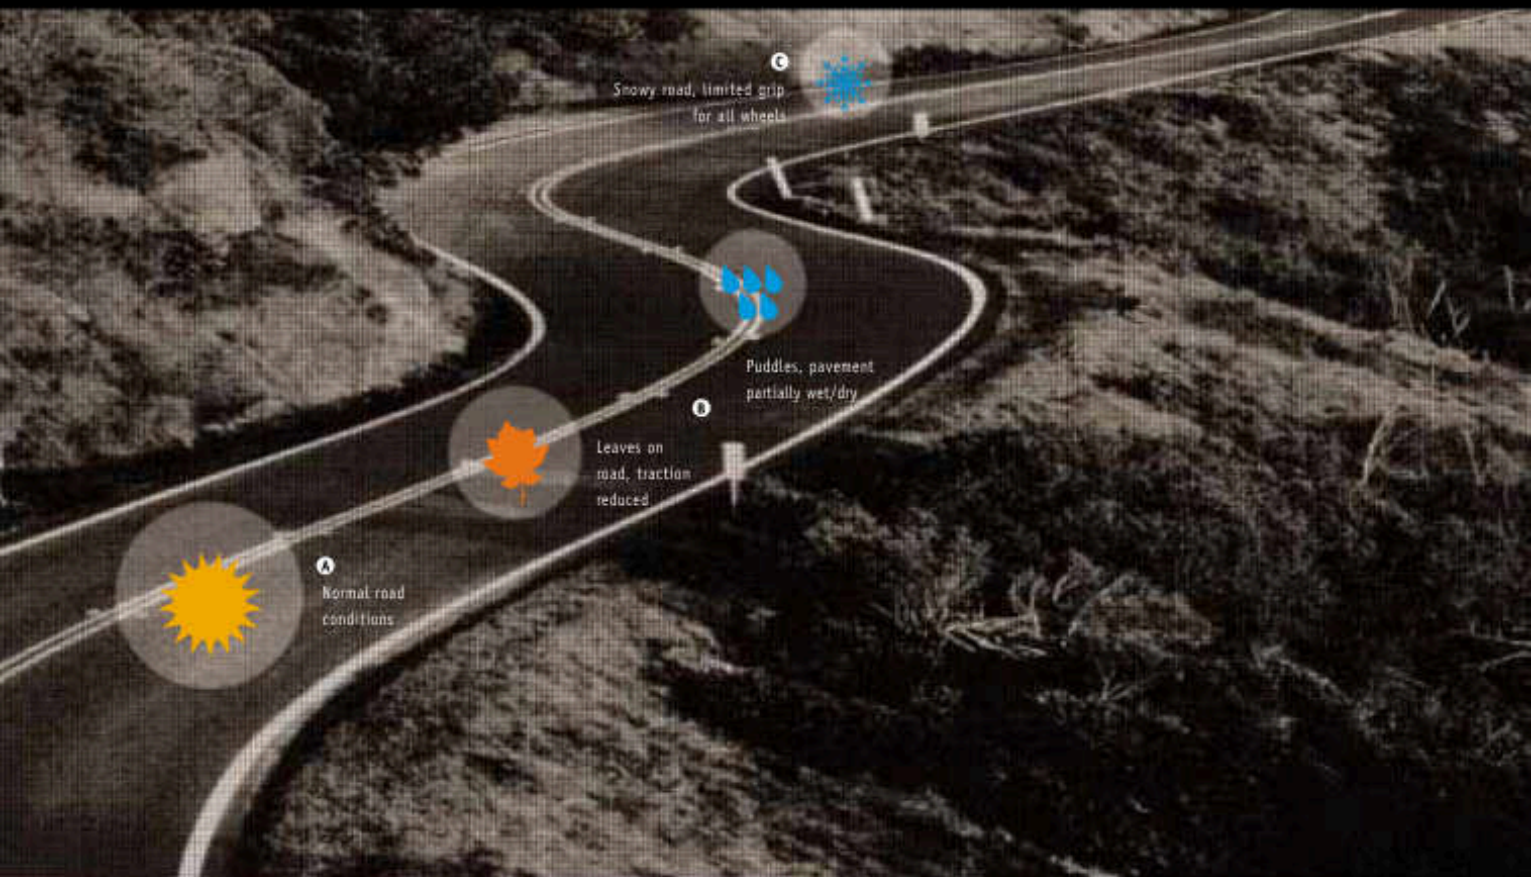 C
Snowy road, limited grip
for all wheels
Puddles, pavement
partially wet/dry
B
Leaves on
road, traction
reduced
A
Normal road
conditions